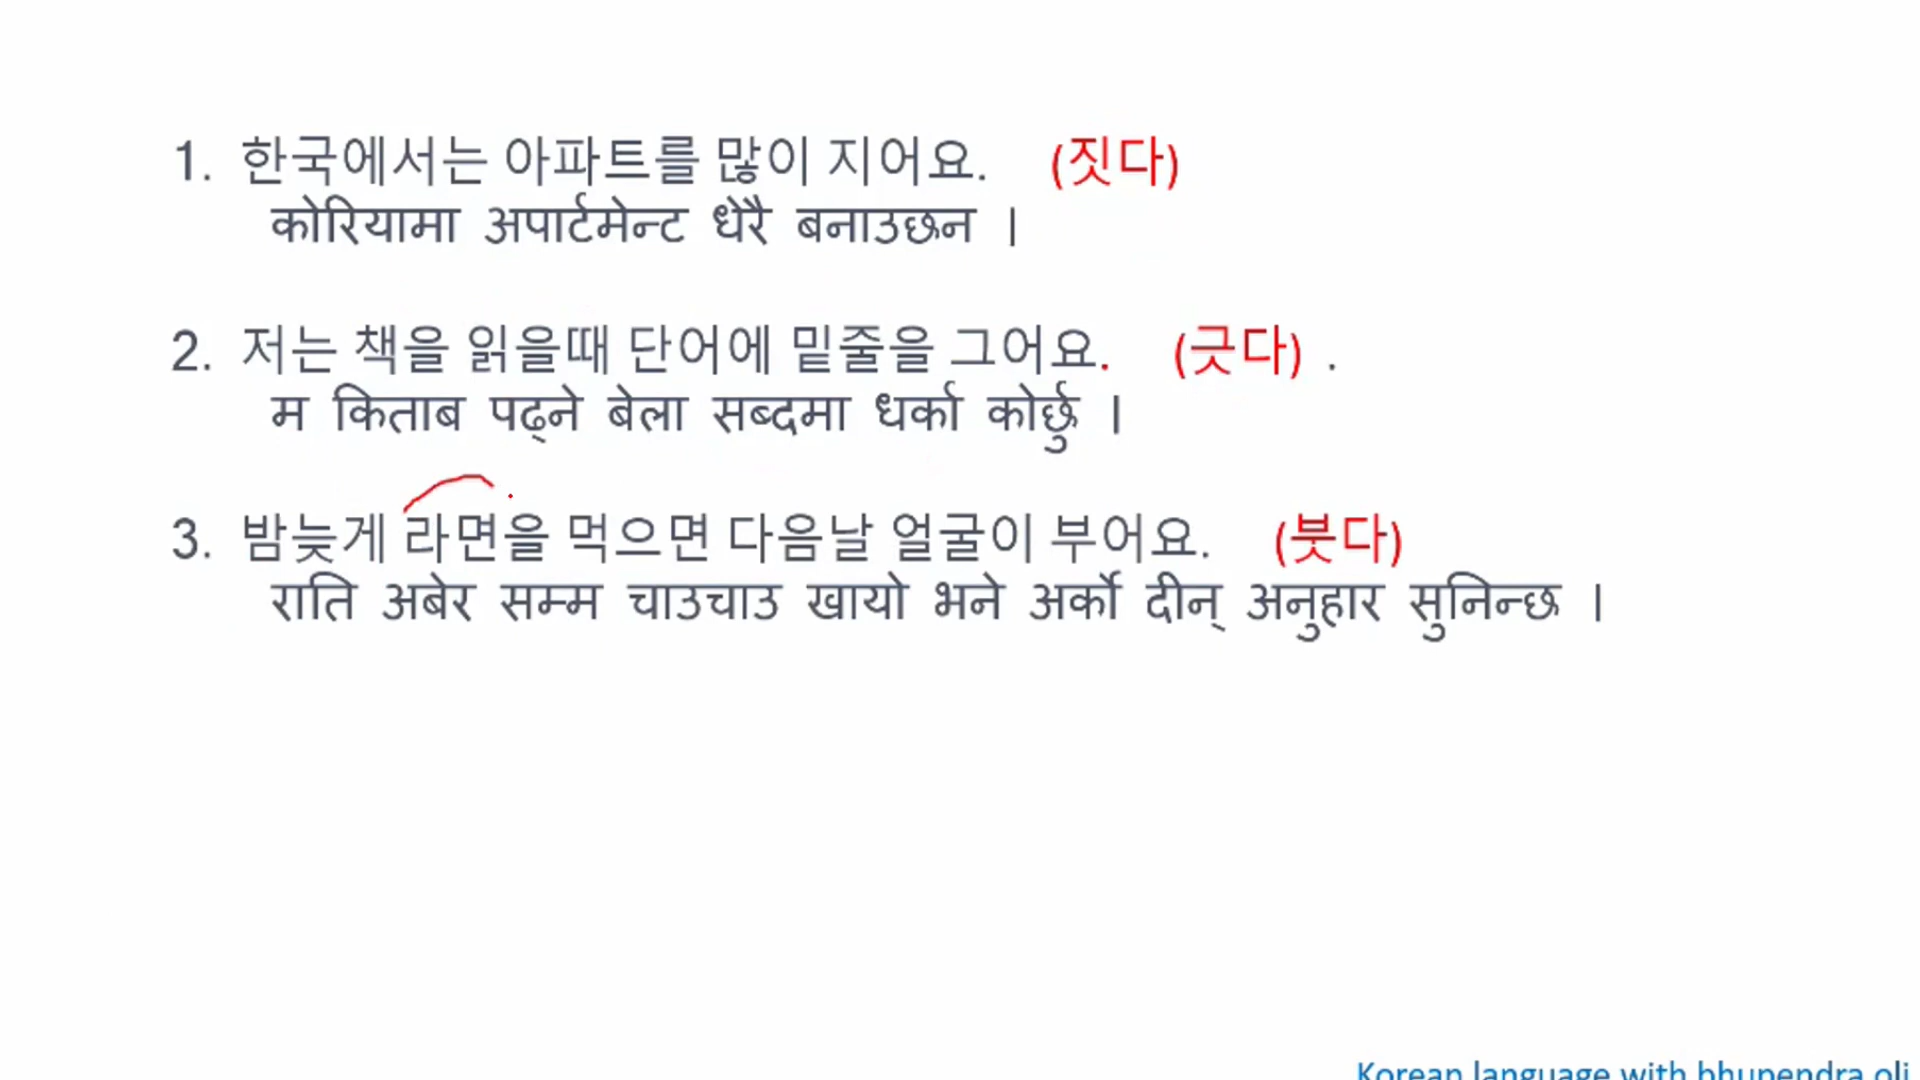 1. 한국에서는 아파트를 많이 지어요. (짓다)
कोरियामा अपार्टमेन्ट धेरै बनाउछन ।
2. 저는 책을 읽을때 단어에 밑줄을 그어요. (긋다) .
म किताब पढ्ने बेला सब्दमा धर्का कोर्छु ।
3. 밤늦게 라면을 먹으면 다음날 얼굴이 부어요. (붓다)
राति अबेर सम्म चाउचाउ खायो भने अर्को दीन् अनुहार सुनिन्छ ।
Korean language with bhupendra oli